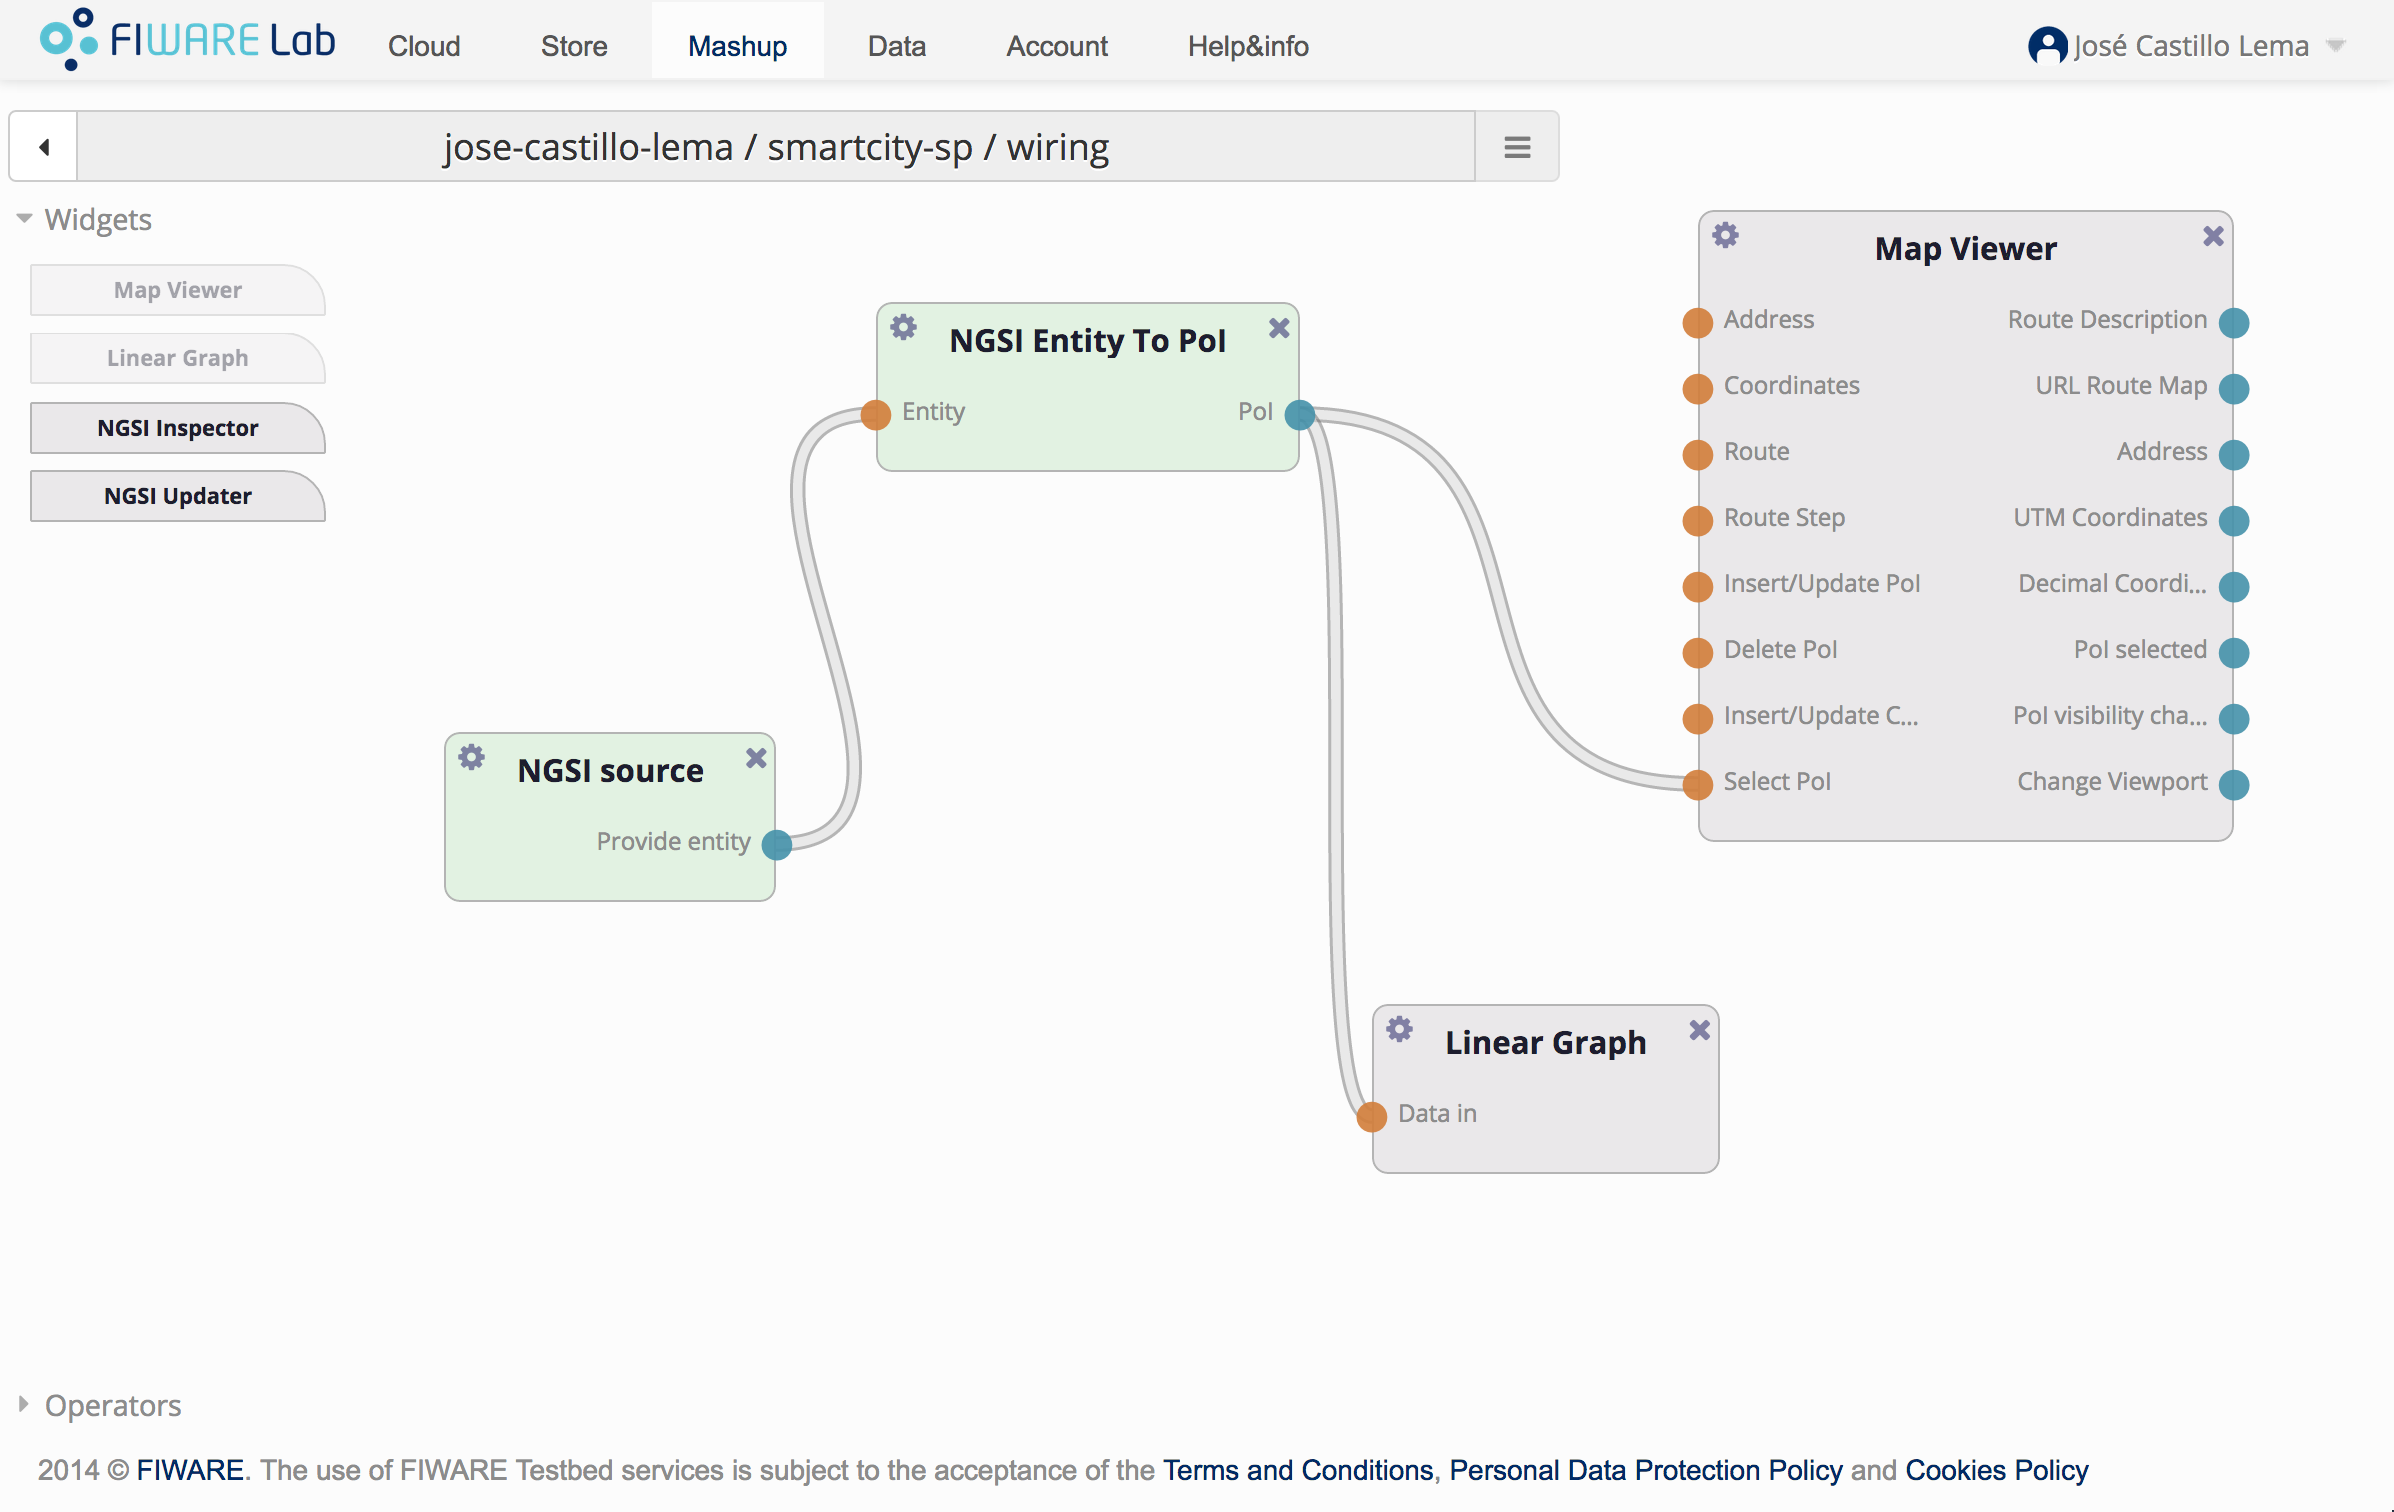 FIWARE Lab
Cloud
Store
Mashup
Data
Account
Help&info
José Castillo Lema
jose-castillo-lema / smartcity-sp / wiring
Widgets
Map Viewer
Linear Graph
NGSI Inspector
NGSI Updater
NGSI Entity To PoI
Entity
PoI
NGSI source
Provide entity
Map Viewer
Address
Route Description
Coordinates
URL Route Map
Route
Address
Route Step
UTM Coordinates
Insert/Update PoI
Decimal Coordi...
Delete PoI
PoI selected
Insert/Update C...
PoI visibility cha...
Select PoI
Change Viewport
Linear Graph
Data in
Operators
2014 © FIWARE. The use of FIWARE Testbed services is subject to the acceptance of the Terms and Conditions, Personal Data Protection Policy and Cookies Policy